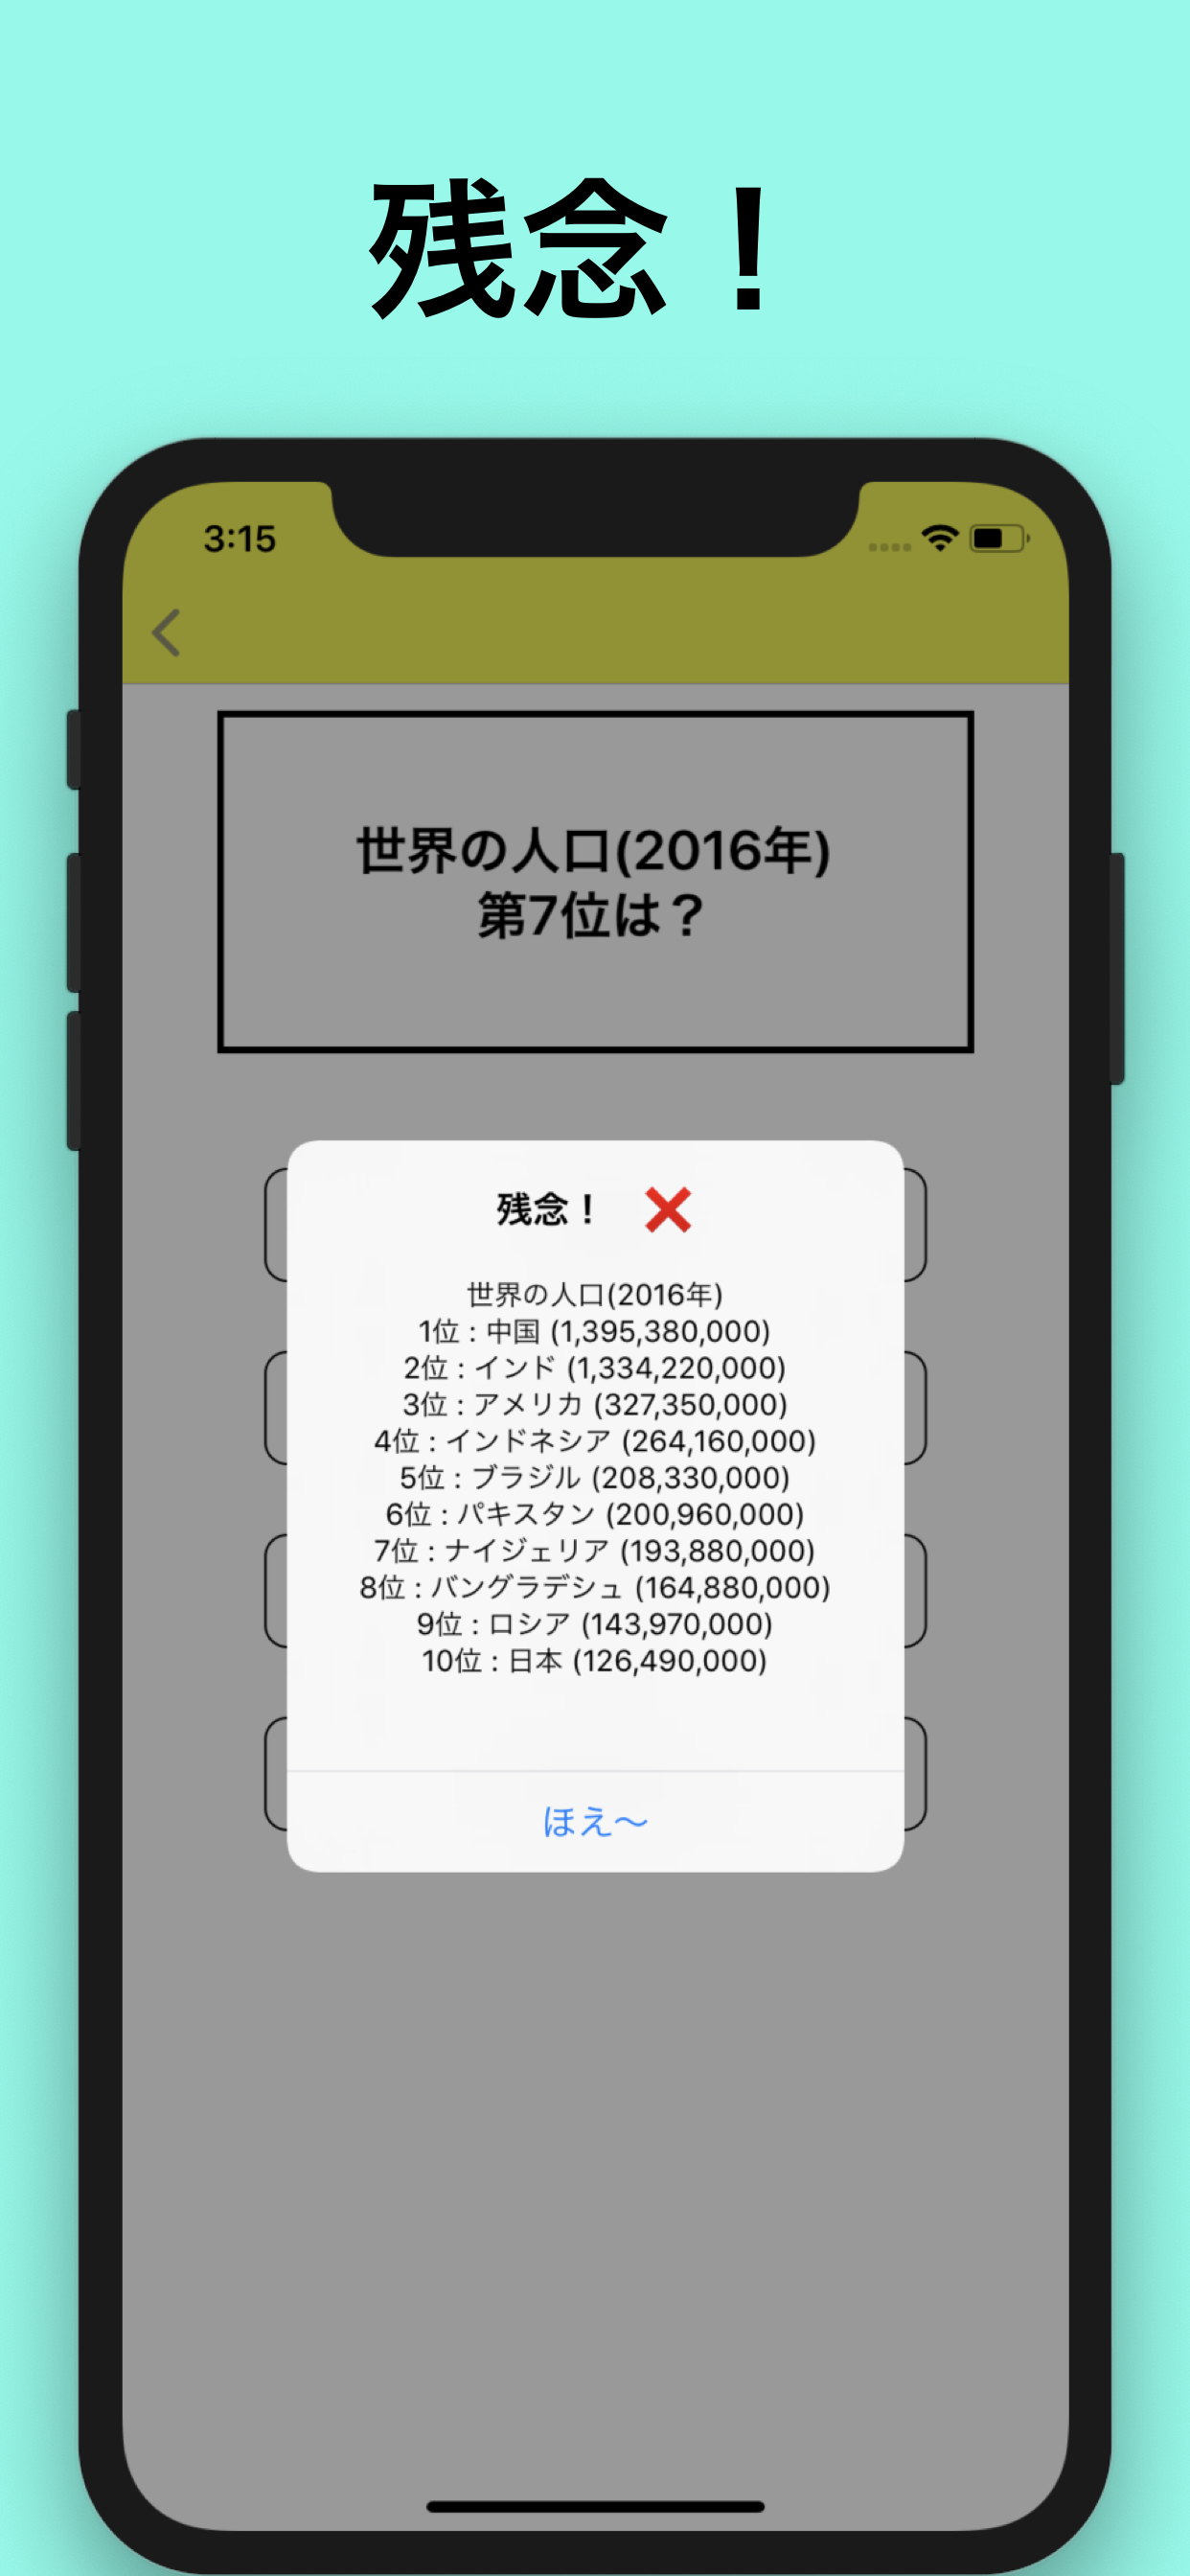 残念！
3:15
世界の人口(2016年)
第7位は？
残念！ ❌
世界の人口(2016年)
1位 : 中国 (1,395,380,000)
2位 : インド (1,334,220,000)
3位 : アメリカ (327,350,000)
4位 : インドネシア (264,160,000)
5位 : ブラジル (208,330,000)
6位 : パキスタン (200,960,000)
7位 : ナイジェリア (193,880,000)
8位 : バングラデシュ (164,880,000)
9位 : ロシア (143,970,000)
10位 : 日本 (126,490,000)
ほえ〜